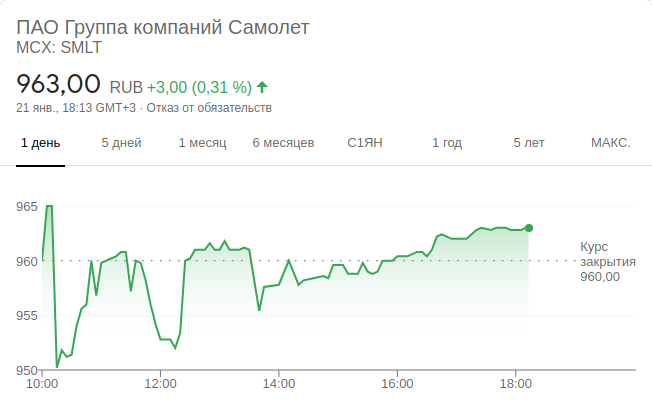 ПАО Группа компаний Самолет
MCX: SMLT
963,00 RUB +3,00 (0,31 %)
21 янв., 18:13 GMT+3 · Отказ от обязательств
1 день 5 дней 1 месяц 6 месяцев С1ЯН 1 год 5 лет МАКС.
965
960
955
950
Курс
закрытия
960,00
10:00 12:00 14:00 16:00 18:00